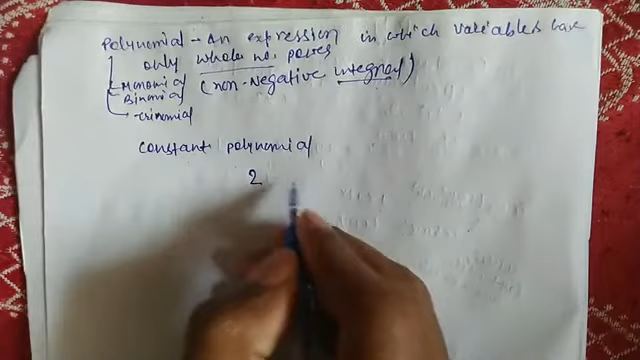 Polynomial - An expression in which variables have
only whole no. powers
Monomial (non-Negative integral)
Binomial
Trinomial
constant polynomial
2